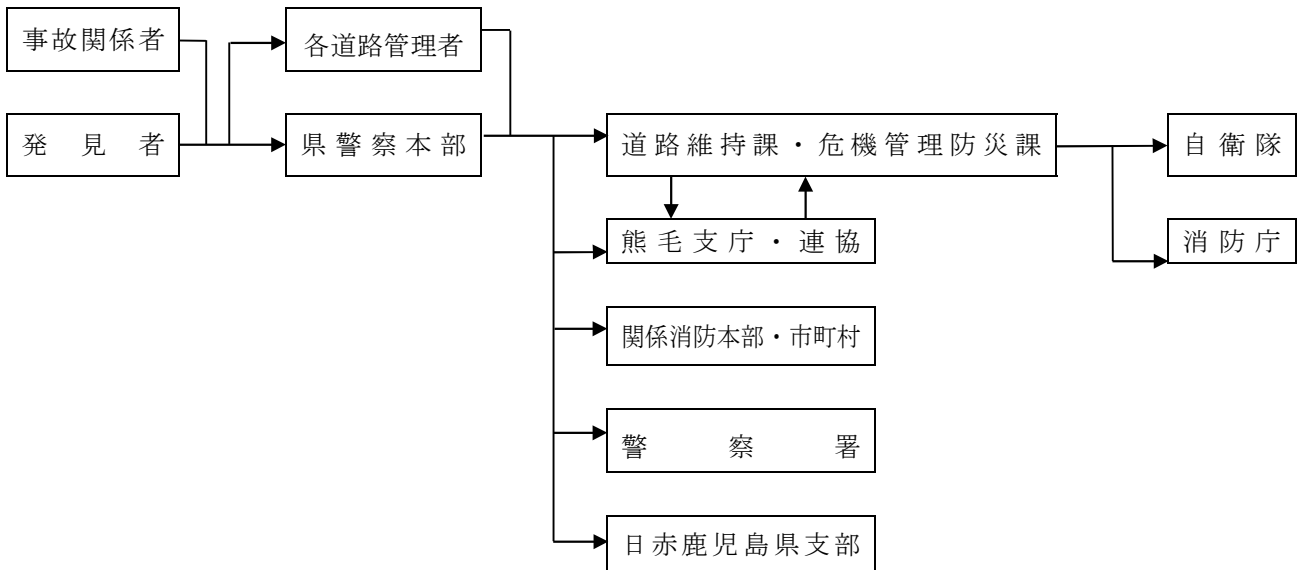 事故関係者
各道路管理者
発見者
県警察本部
道路維持課・危機管理防災課
自衛隊
熊毛支庁・連協
消防庁
関係消防本部・市町村
警察署
日赤鹿児島県支部